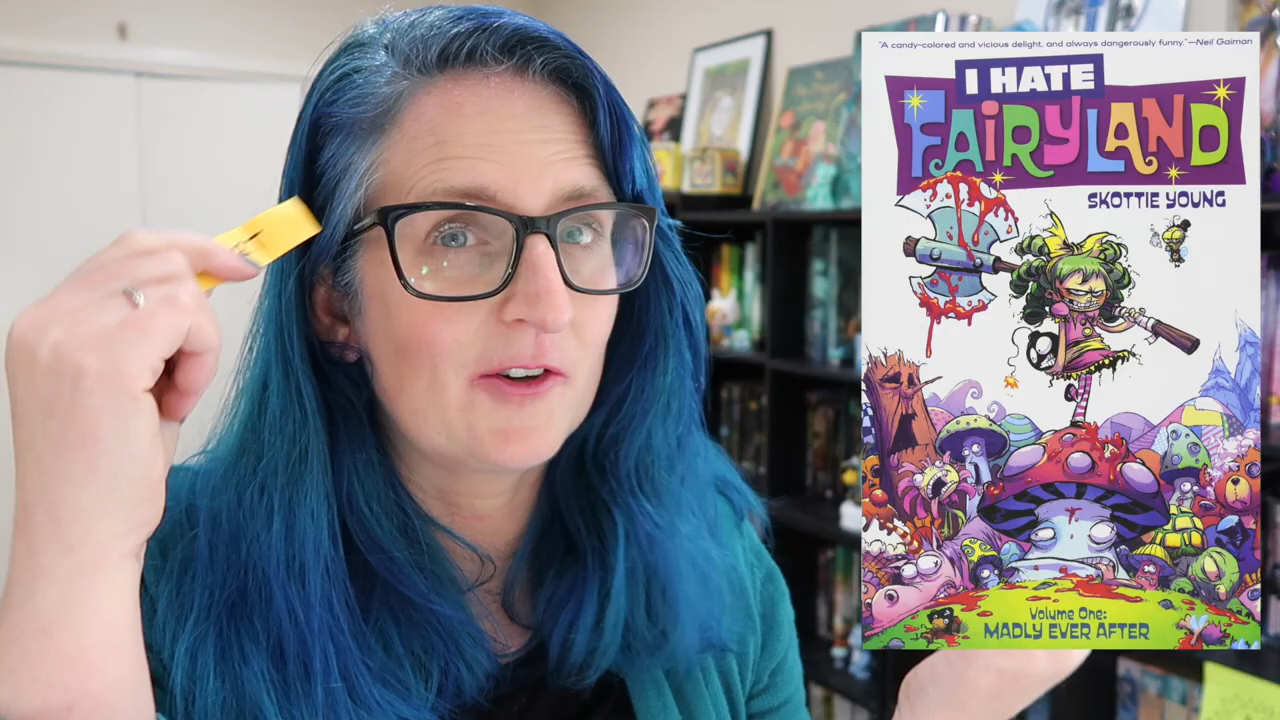 "A candy-colored and vicious delight, and always dangerously funny."—Neil Gaiman
I HATE
FAiRYLAND
SKOTTIE YOUNG
Volume One:
MADLY EVER AFTER